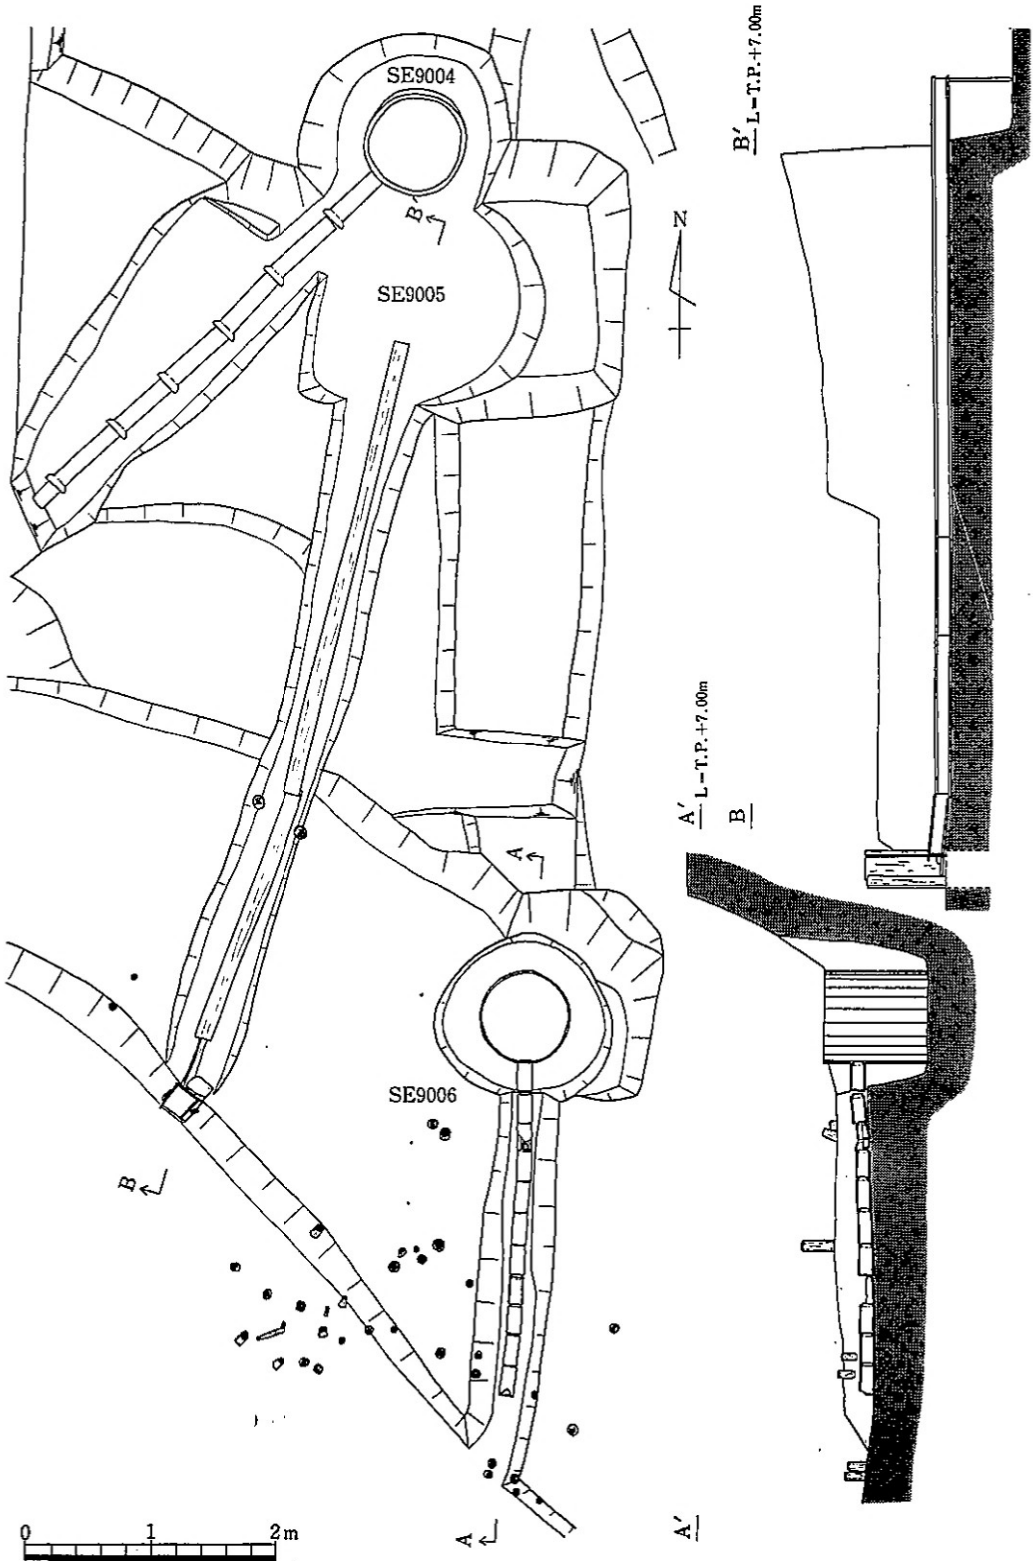 SE9004
B′
L=T.P.+7.00m
B′
N
SE9005
A′
L=T.P.+7.00m
B
A
SE9006
B
A
A′
0 1 2m